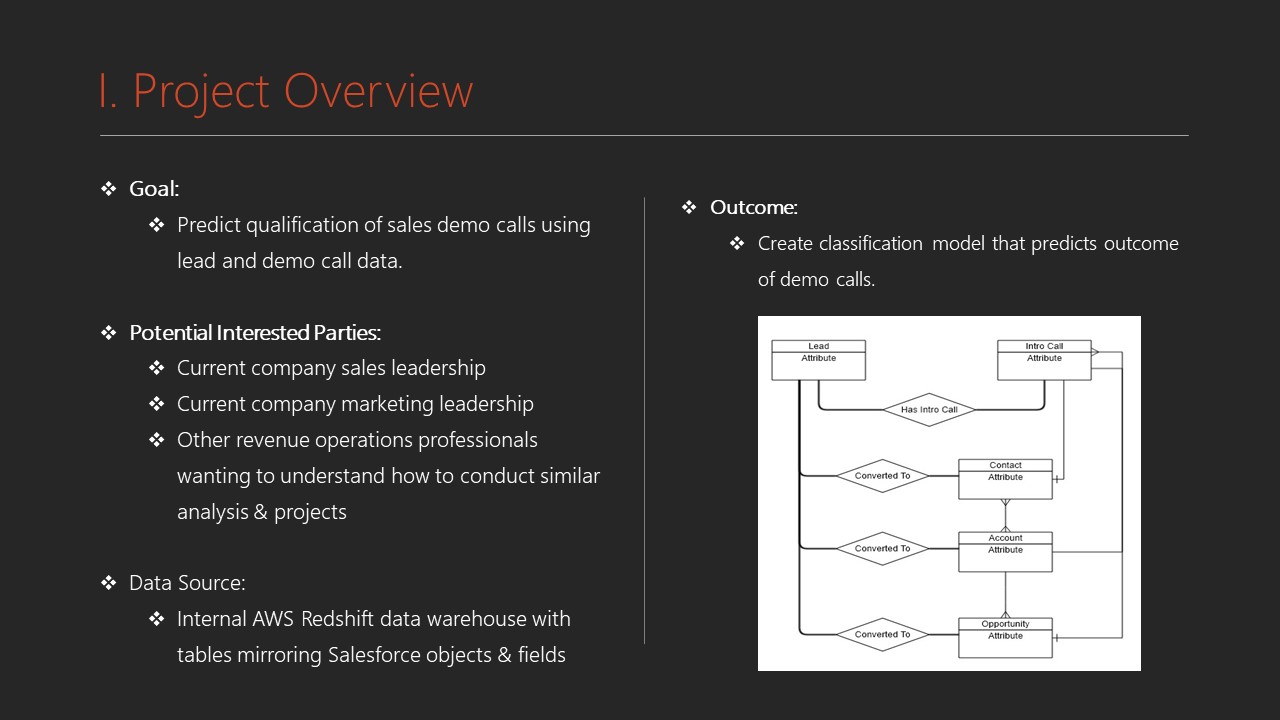 I. Project Overview
❖ Goal:
❖ Predict qualification of sales demo calls using
lead and demo call data.
❖ Potential Interested Parties:
❖ Current company sales leadership
❖ Current company marketing leadership
❖ Other revenue operations professionals
wanting to understand how to conduct similar
analysis & projects
❖ Data Source:
❖ Internal AWS Redshift data warehouse with
tables mirroring Salesforce objects & fields
❖ Outcome:
❖ Create classification model that predicts outcome
of demo calls.
Lead
Attribute
Intro Call
Attribute
Has Intro Call
Converted To
Contact
Attribute
Converted To
Account
Attribute
Converted To
Opportunity
Attribute